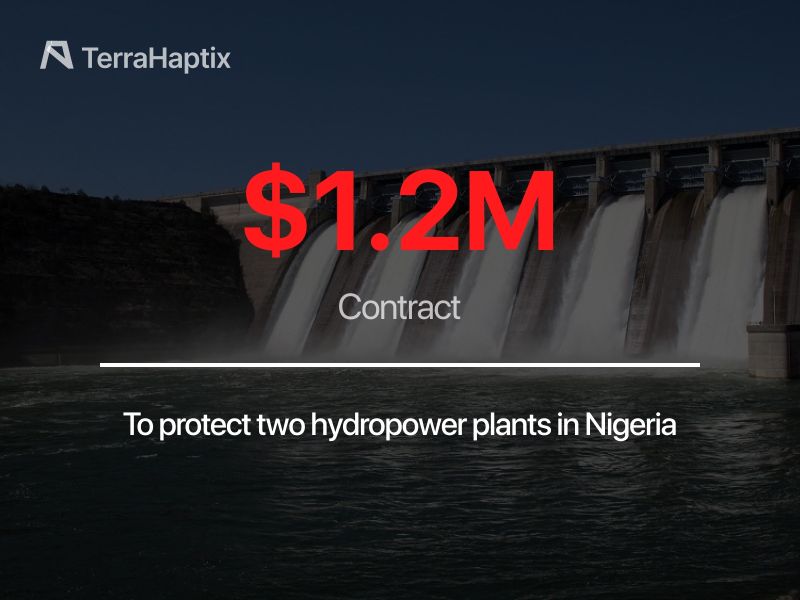 TerraHaptix
$1.2M
Contract
To protect two hydropower plants in Nigeria